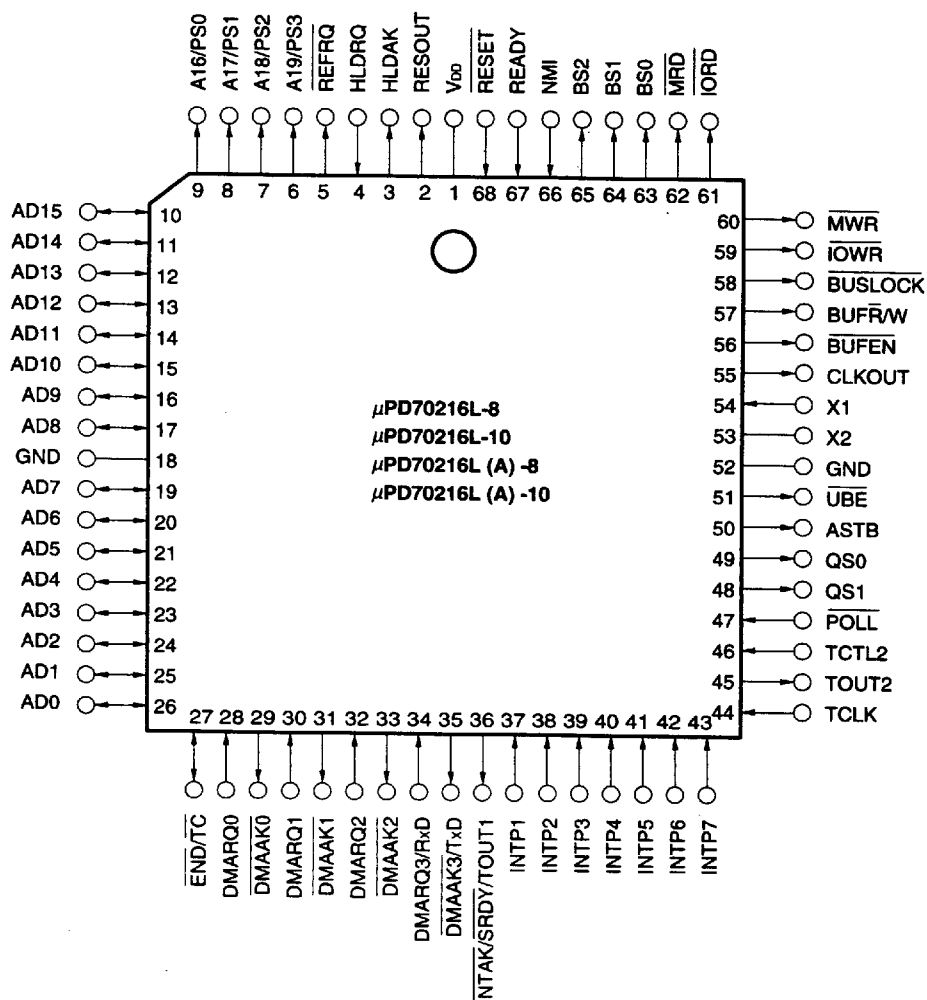 A16/PS0
A17/PS1
A18/PS2
A19/PS3
REFRQ
HLDRQ
HLDAK
RESOUT
VDD
RESET
READY
NMI
BS2
BS1
BS0
MRD
IORD
9 8 7 6 5 4 3 2 1 68 67 66 65 64 63 62 61
AD15 10
AD14 11
AD13 12
AD12 13
AD11 14
AD10 15
AD9 16
AD8 17
GND 18
AD7 19
AD6 20
AD5 21
AD4 22
AD3 23
AD2 24
AD1 25
AD0 26
μPD70216L-8
μPD70216L-10
μPD70216L (A) -8
μPD70216L (A) -10
60 MWR
59 IOWR
58 BUSLOCK
57 BUFR/W
56 BUFEN
55 CLKOUT
54 X1
53 X2
52 GND
51 UBE
50 ASTB
49 QS0
48 QS1
47 POLL
46 TCTL2
45 TOUT2
44 TCLK
27 28 29 30 31 32 33 34 35 36 37 38 39 40 41 42 43
END/TC
DMARQ0
DMAAK0
DMARQ1
DMAAK1
DMARQ2
DMAAK2
DMARQ3/RxD
DMAAK3/TxD
NTAK/SRDY/TOUT1
INTP1
INTP2
INTP3
INTP4
INTP5
INTP6
INTP7